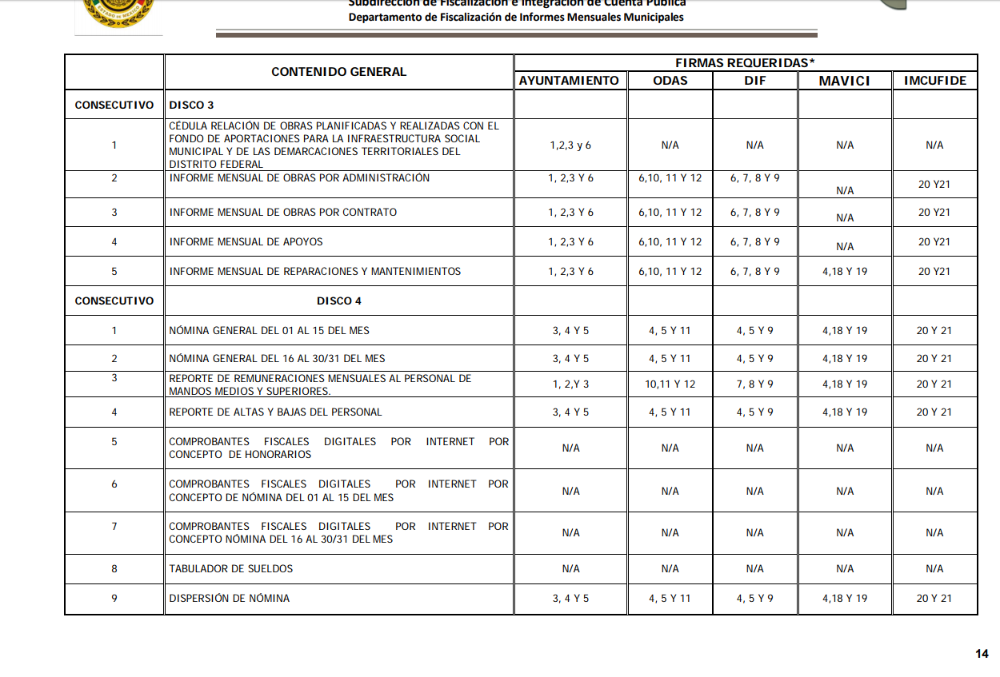 ESTADO DE MEXICO
Subdirección de Fiscalización e Integración de Cuenta Pública
Departamento de Fiscalización de Informes Mensuales Municipales
CONTENIDO GENERAL
FIRMAS REQUERIDAS*
AYUNTAMIENTO ODAS DIF MAVICI IMCUFIDE
CONSECUTIVO DISCO 3
CÉDULA RELACIÓN DE OBRAS PLANIFICADAS Y REALIZADAS CON EL
FONDO DE APORTACIONES PARA LA INFRAESTRUCTURA SOCIAL
1 MUNICIPAL Y DE LAS DEMARCACIONES TERRITORIALES DEL 1,2,3 y 6 N/A N/A N/A N/A
DISTRITO FEDERAL
2 INFORME MENSUAL DE OBRAS POR ADMINISTRACIÓN 1, 2,3 Y 6 6,10, 11 Y 12 6, 7, 8 Y 9 N/A 20 Y21
3 INFORME MENSUAL DE OBRAS POR CONTRATO 1, 2,3 Y 6 6,10, 11 Y 12 6, 7, 8 Y 9 N/A 20 Y21
4 INFORME MENSUAL DE APOYOS 1, 2,3 Y 6 6,10, 11 Y 12 6, 7, 8 Y 9 N/A 20 Y21
5 INFORME MENSUAL DE REPARACIONES Y MANTENIMIENTOS 1, 2,3 Y 6 6,10, 11 Y 12 6, 7, 8 Y 9 4,18 Y 19 20 Y21
CONSECUTIVO DISCO 4
1 NÓMINA GENERAL DEL 01 AL 15 DEL MES 3, 4 Y 5 4, 5 Y 11 4, 5 Y 9 4,18 Y 19 20 Y 21
2 NÓMINA GENERAL DEL 16 AL 30/31 DEL MES 3, 4 Y 5 4, 5 Y 11 4, 5 Y 9 4,18 Y 19 20 Y 21
3 REPORTE DE REMUNERACIONES MENSUALES AL PERSONAL DE 1, 2,Y 3 10,11 Y 12 7, 8 Y 9 4,18 Y 19 20 Y 21
MANDOS MEDIOS Y SUPERIORES.
4 REPORTE DE ALTAS Y BAJAS DEL PERSONAL 3, 4 Y 5 4, 5 Y 11 4, 5 Y 9 4,18 Y 19 20 Y 21
5 COMPROBANTES FISCALES DIGITALES POR INTERNET POR N/A N/A N/A N/A N/A
CONCEPTO DE HONORARIOS
6 COMPROBANTES FISCALES DIGITALES POR INTERNET POR N/A N/A N/A N/A N/A
CONCEPTO DE NÓMINA DEL 01 AL 15 DEL MES
7 COMPROBANTES FISCALES DIGITALES POR INTERNET POR N/A N/A N/A N/A N/A
CONCEPTO NÓMINA DEL 16 AL 30/31 DEL MES
8 TABULADOR DE SUELDOS N/A N/A N/A N/A N/A
9 DISPERSIÓN DE NÓMINA 3, 4 Y 5 4, 5 Y 11 4, 5 Y 9 4,18 Y 19 20 Y 21
14